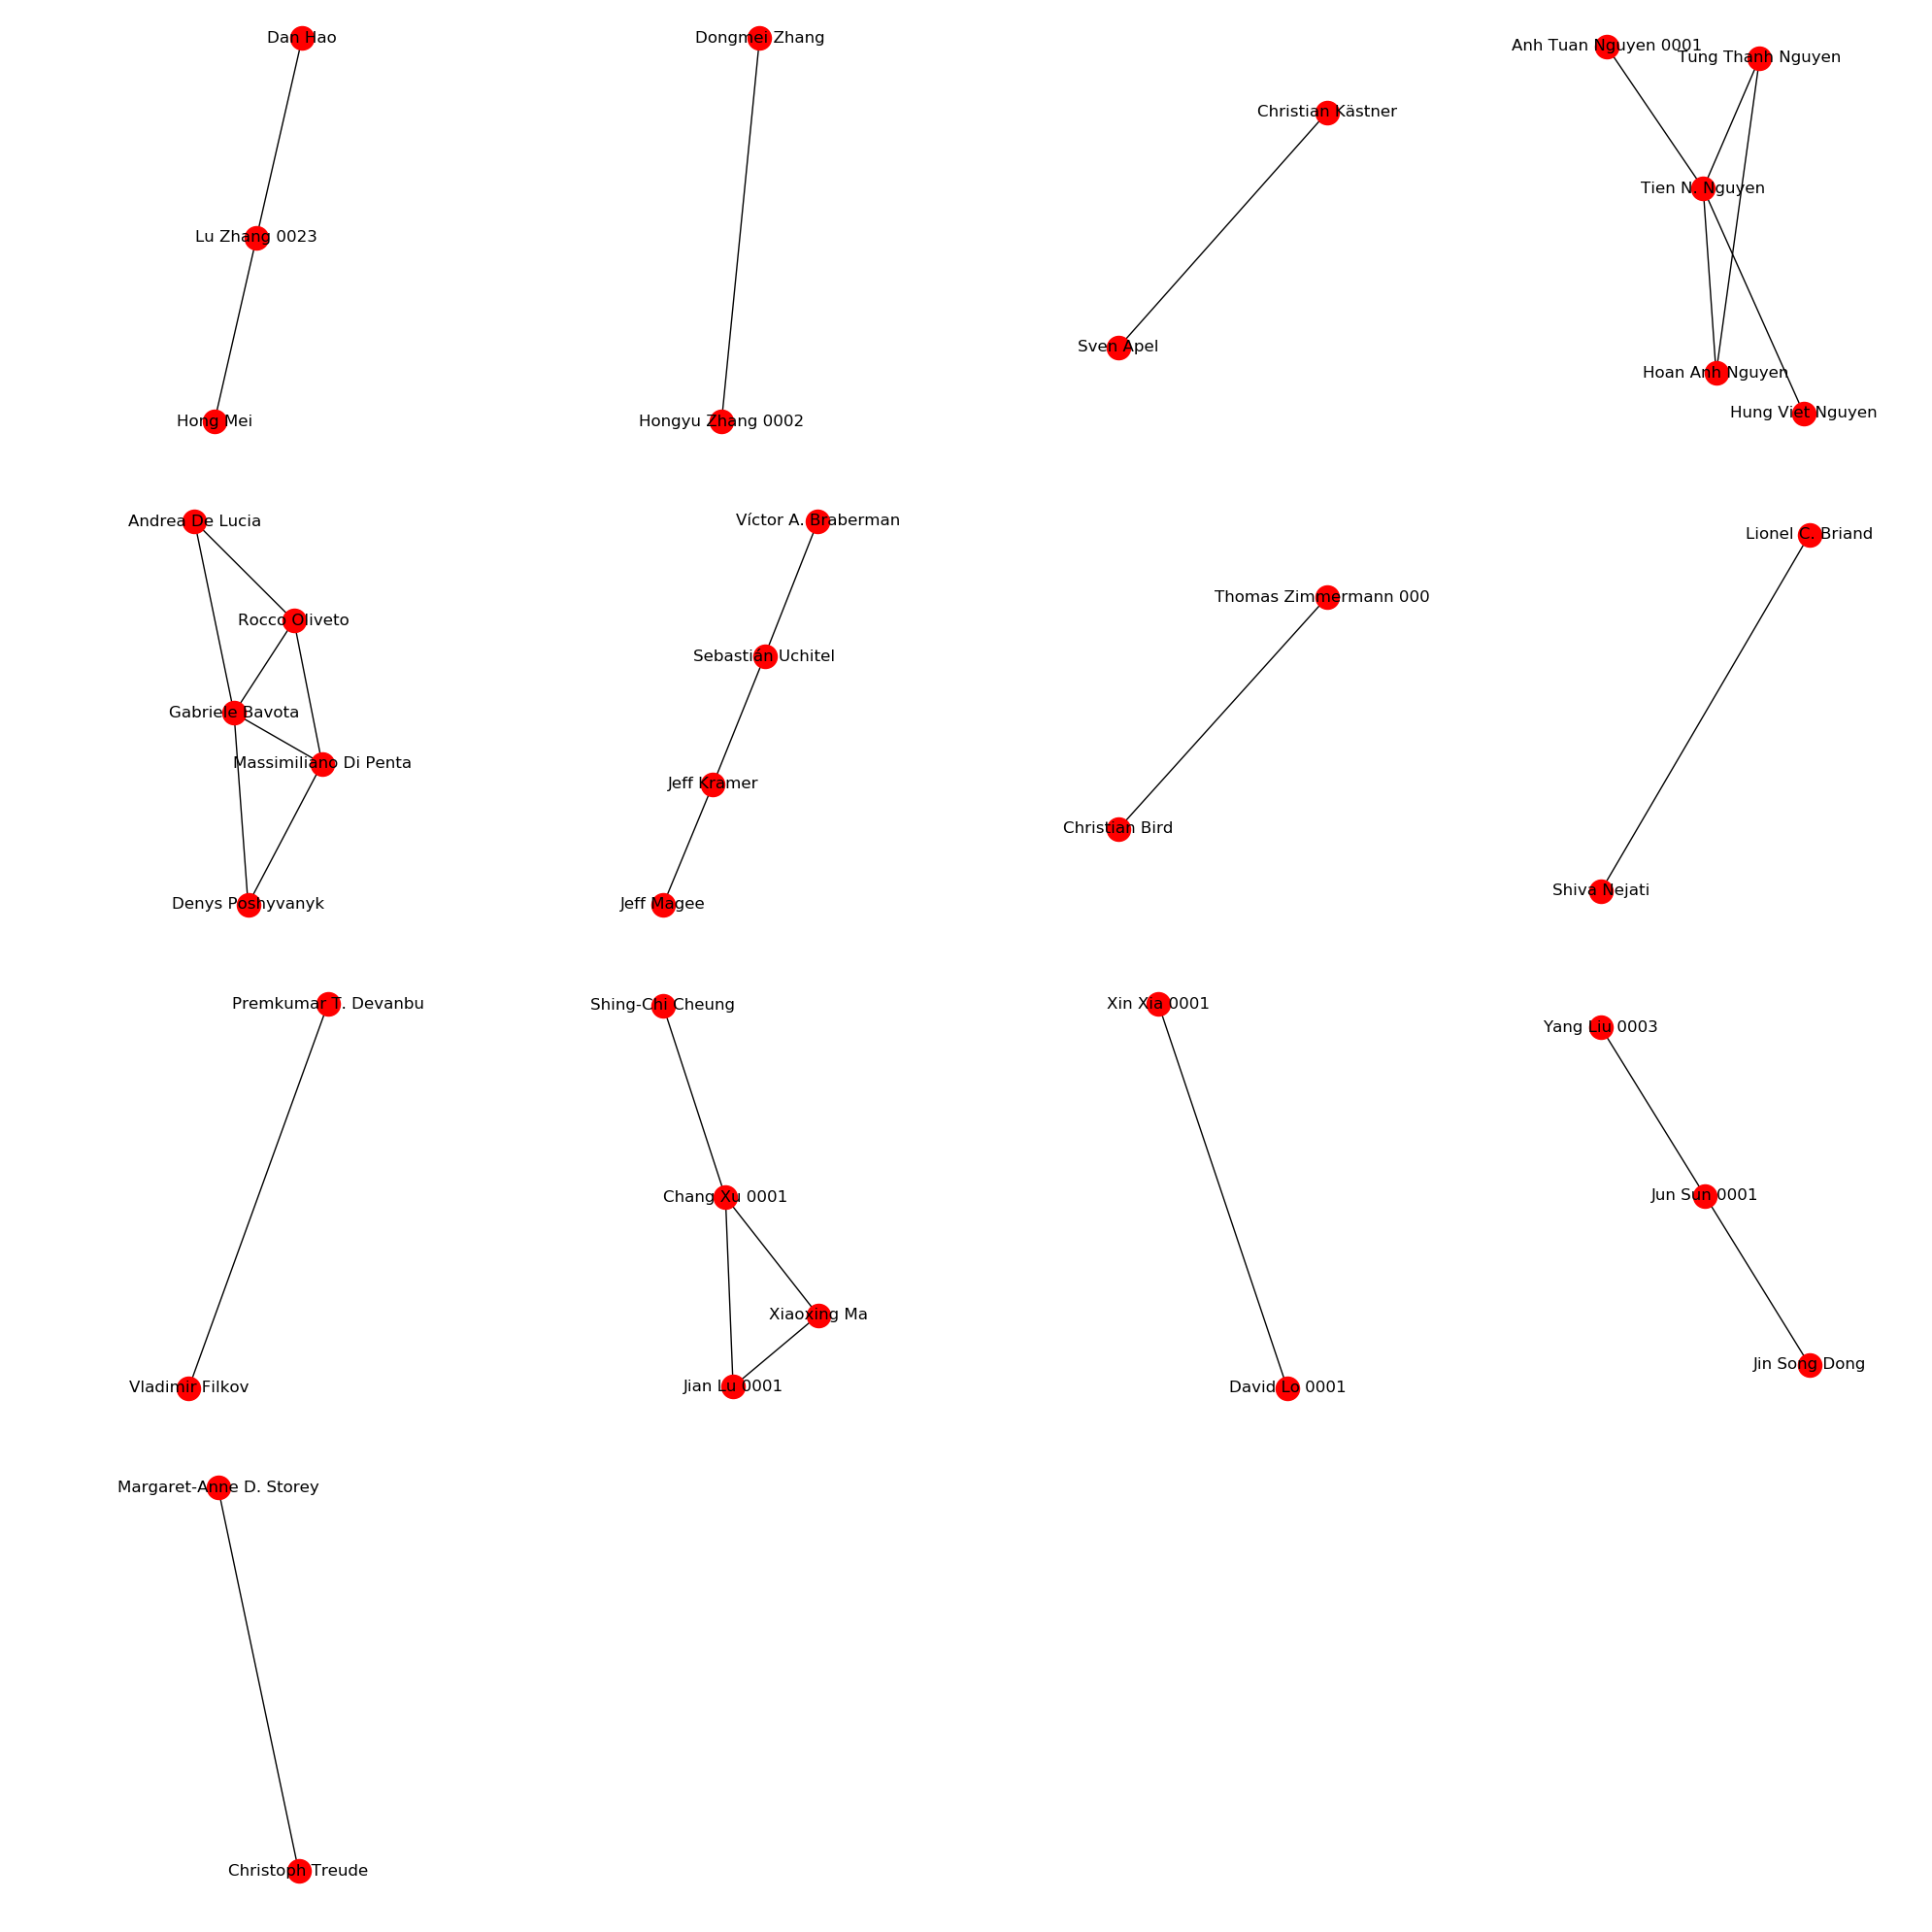 Dan Hao
Lu Zhang 0023
Hong Mei
Dongmei Zhang
Hongyu Zhang 0002
Christian Kästner
Sven Apel
Anh Tuan Nguyen 0001
Tung Thanh Nguyen
Tien N. Nguyen
Hoan Anh Nguyen
Hung Viet Nguyen
Andrea De Lucia
Rocco Oliveto
Gabriele Bavota
Massimiliano Di Penta
Denys Poshyvanyk
Víctor A. Braberman
Sebastián Uchitel
Jeff Kramer
Jeff Magee
Thomas Zimmermann 000
Christian Bird
Lionel C. Briand
Shiva Nejati
Premkumar T. Devanbu
Vladimir Filkov
Shing-Chi Cheung
Chang Xu 0001
Xiaoxing Ma
Jian Lu 0001
Xin Xia 0001
David Lo 0001
Yang Liu 0003
Jun Sun 0001
Jin Song Dong
Margaret-Anne D. Storey
Christoph Treude